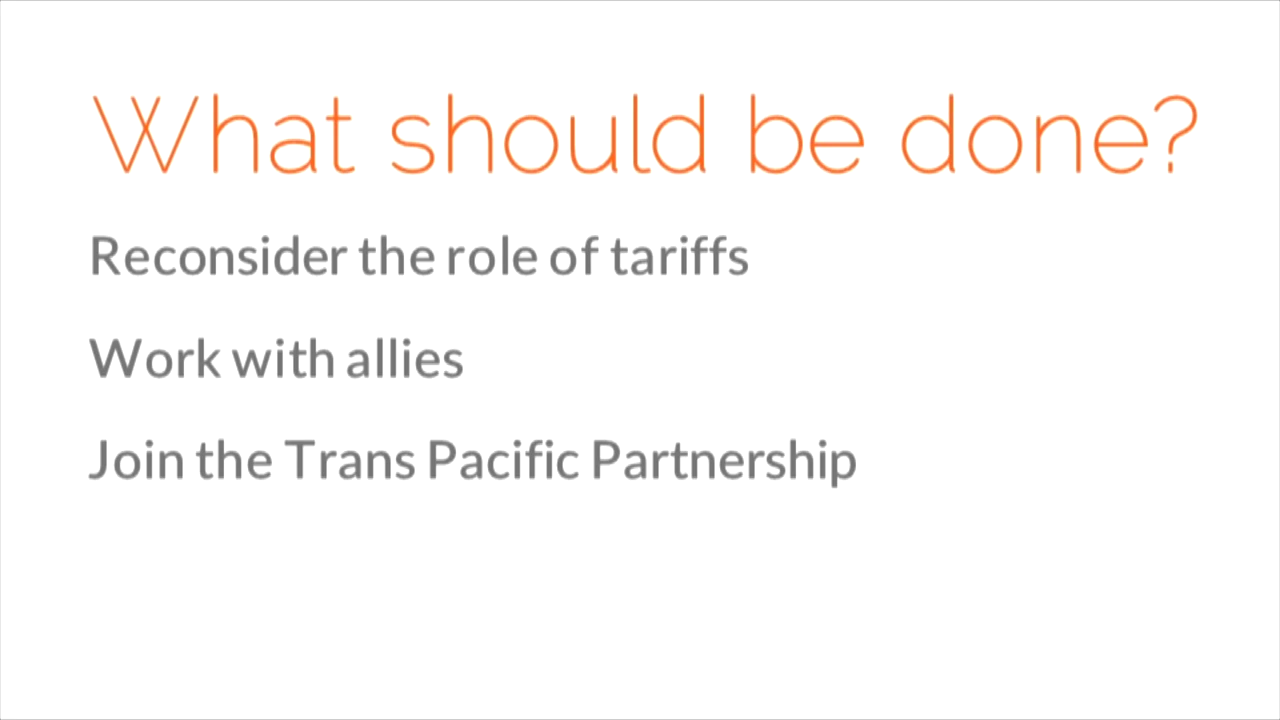 What should be done?
Reconsider the role of tariffs
Work with allies
Join the Trans Pacific Partnership